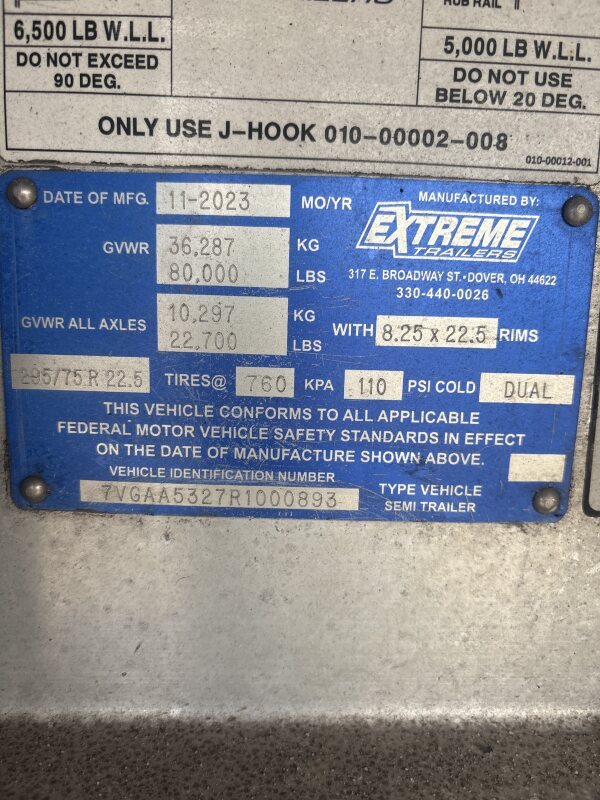 RUB RAIL
6,500 LB W.L.L.
DO NOT EXCEED
90 DEG.
5,000 LB W.L.L.
DO NOT USE
BELOW 20 DEG.
ONLY USE J-HOOK 010-00002-008
010-00012-001
DATE OF MFG. 11-2023 MO/YR
MANUFACTURED BY:
EXTREME
TRAILERS
GVWR 36,287 KG
80,000 LBS
317 E. BROADWAY ST.•DOVER, OH 44622
330-440-0026
GVWR ALL AXLES 10,297 KG
22,700 LBS
WITH 8.25 x 22.5 RIMS
295/75 R 22.5 TIRES@ 760 KPA 110 PSI COLD DUAL
THIS VEHICLE CONFORMS TO ALL APPLICABLE
FEDERAL MOTOR VEHICLE SAFETY STANDARDS IN EFFECT
ON THE DATE OF MANUFACTURE SHOWN ABOVE.
VEHICLE IDENTIFICATION NUMBER
7VGAA5327R1000893
TYPE VEHICLE
SEMI TRAILER